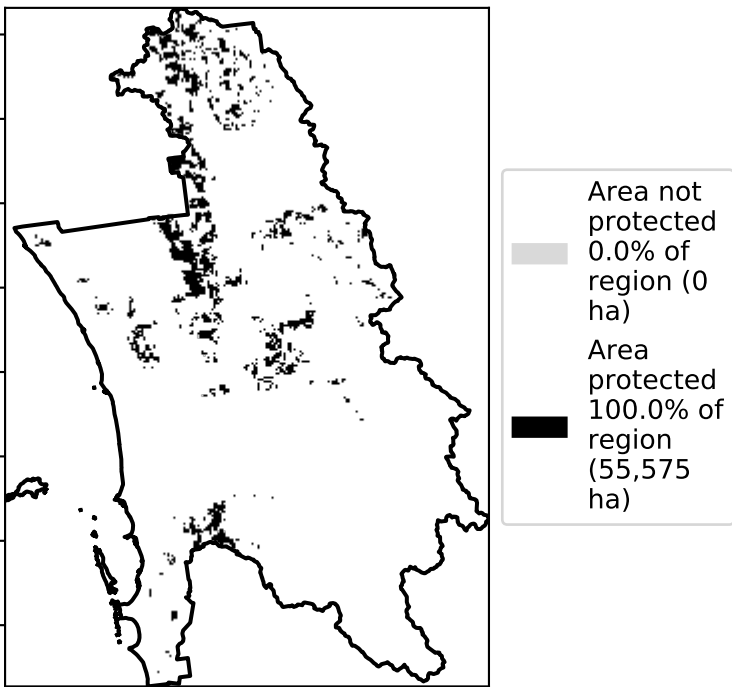 Area not
protected
0.0% of
region (0
ha)
Area
protected
100.0% of
region
(55,575
ha)